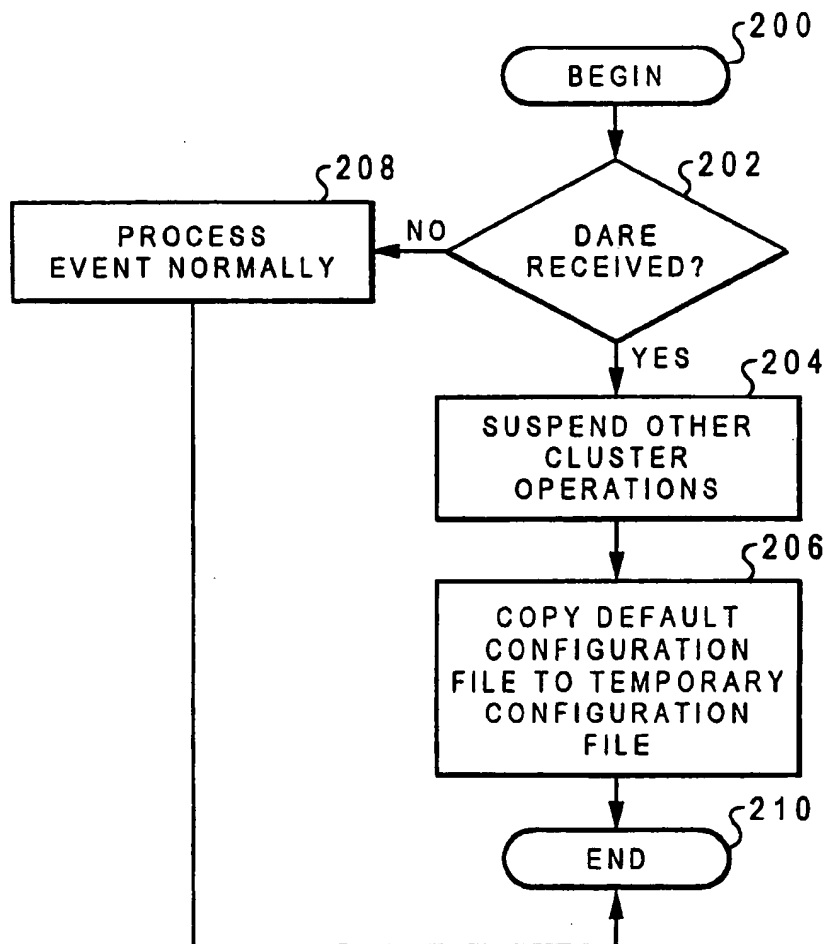 200
BEGIN
202
DARE
RECEIVED?
NO
208
PROCESS
EVENT NORMALLY
YES
204
SUSPEND OTHER
CLUSTER
OPERATIONS
206
COPY DEFAULT
CONFIGURATION
FILE TO TEMPORARY
CONFIGURATION
FILE
210
END